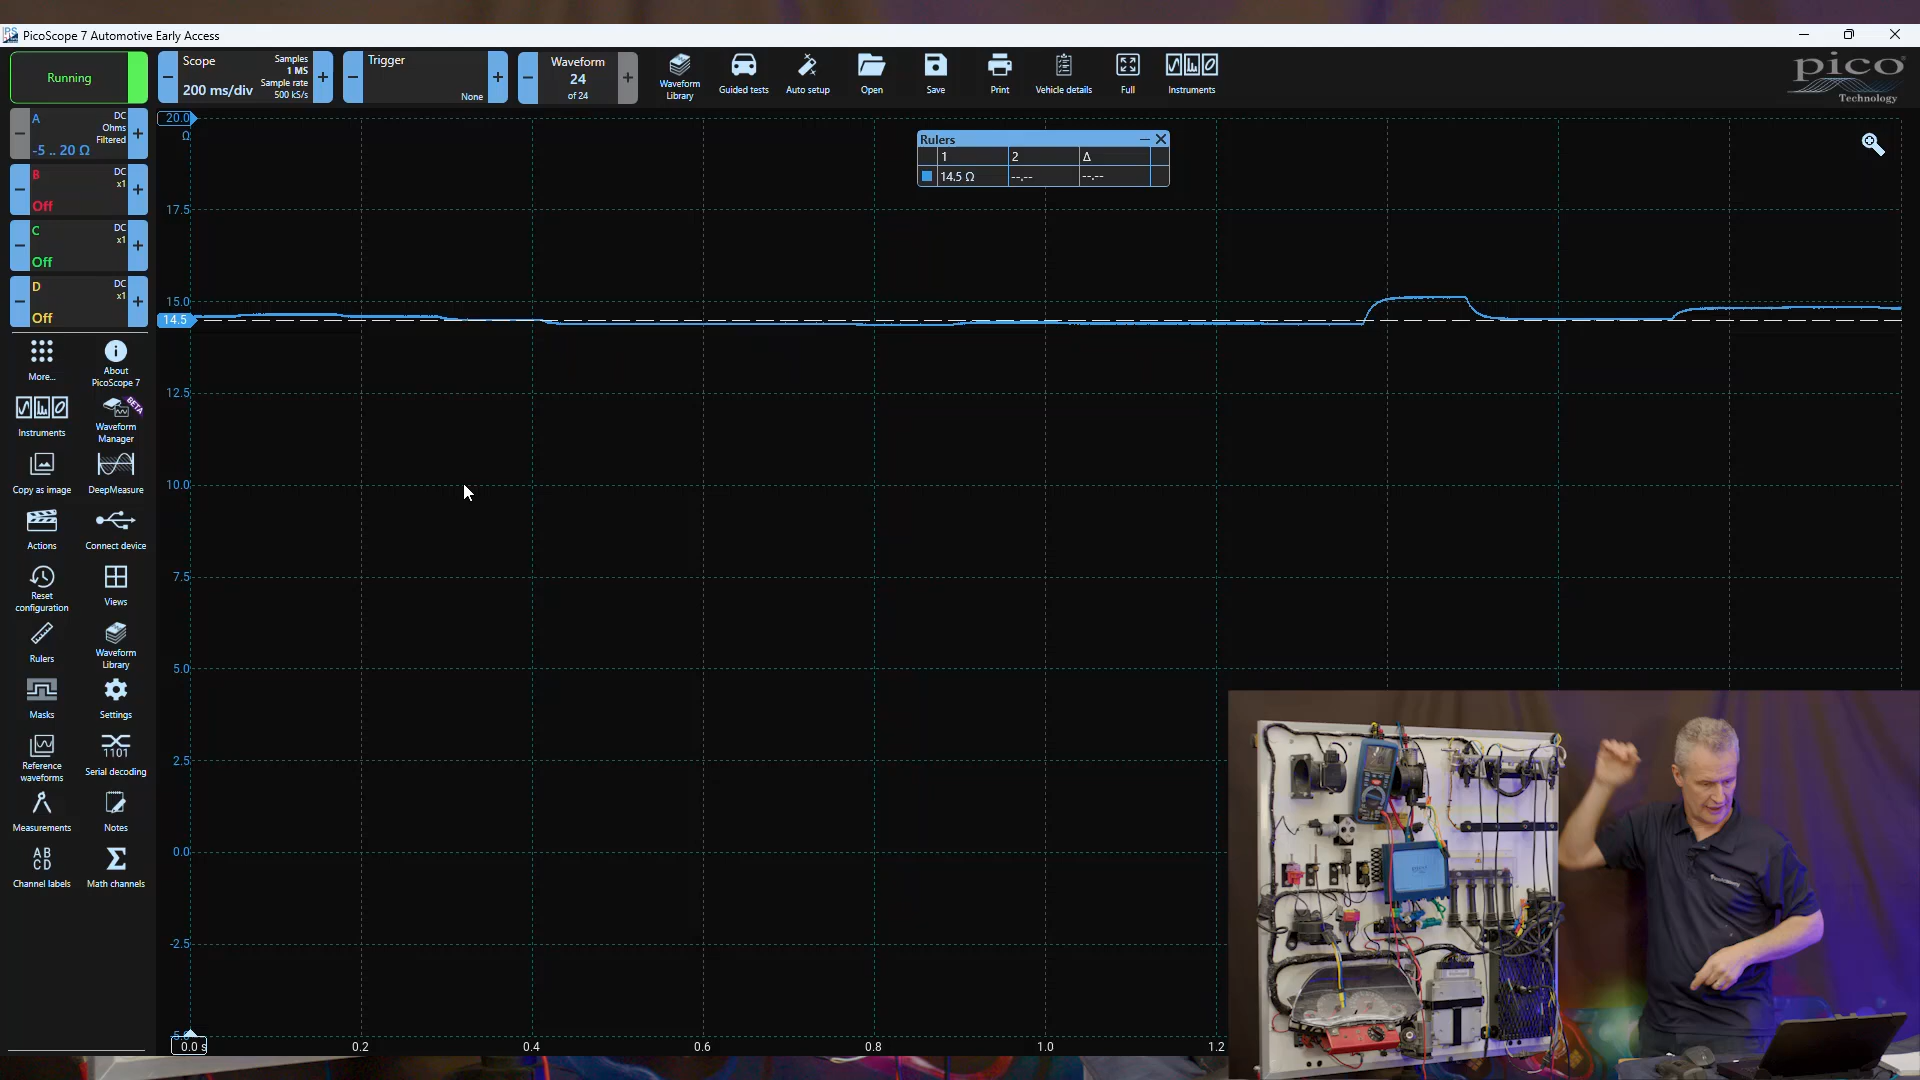 PicoScope 7 Automotive Early Access
Running
Scope
200 ms/div
Samples
1 MS
Sample rate
500 kS/s
Trigger
None
Waveform
24
of 24
Waveform
Library
Guided tests
Auto setup
Open
Save
Print
Vehicle details
Full
Instruments
pico
Technology
A
DC
Ohms
Filtered
-5 .. 20 Ω
B
DC
x1
Off
C
DC
x1
Off
D
DC
x1
Off
More...
About
PicoScope 7
Instruments
BETA
Waveform
Manager
Copy as image
DeepMeasure
Actions
Connect device
Reset
configuration
Views
Rulers
Waveform
Library
Masks
Settings
Reference
waveforms
1101
Serial decoding
Measurements
Notes
AB
CD
Channel labels
Math channels
Rulers
1 2 Δ
14.5 Ω --.-- --.--
20.0
Ω
17.5
15.0
14.5
12.5
10.0
7.5
5.0
2.5
0.0
-2.5
-5.0
0.0 s 0.2 0.4 0.6 0.8 1.0 1.2